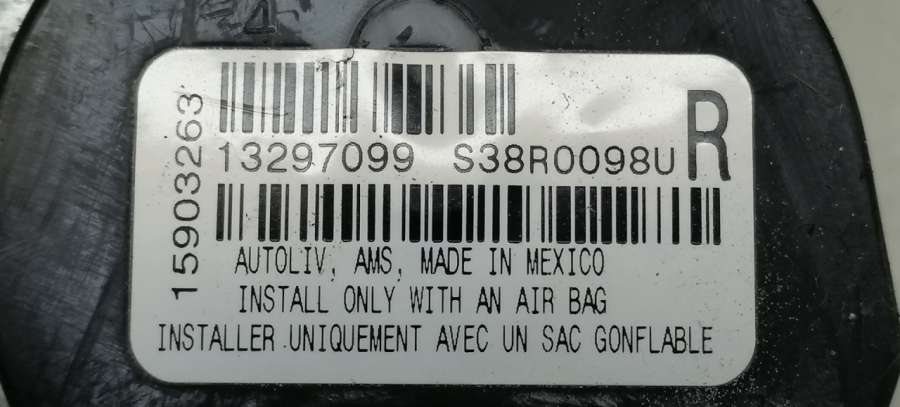 15903263
13297099 S38R0098U
R
AUTOLIV, AMS, MADE IN MEXICO
INSTALL ONLY WITH AN AIR BAG
INSTALLER UNIQUEMENT AVEC UN SAC GONFLABLE